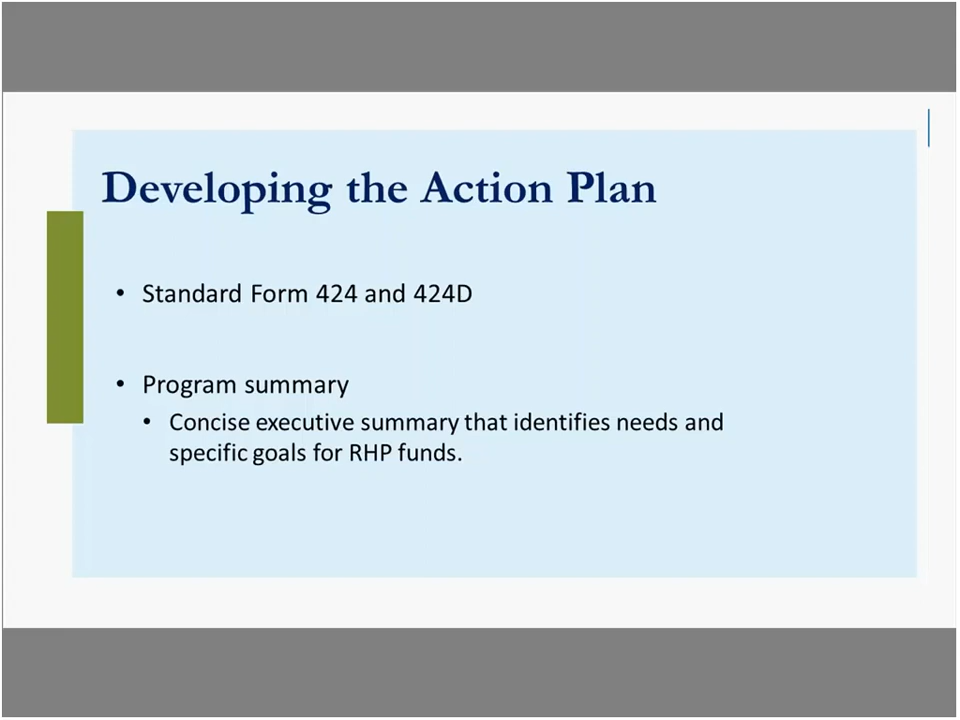 Developing the Action Plan
• Standard Form 424 and 424D
• Program summary
• Concise executive summary that identifies needs and
specific goals for RHP funds.